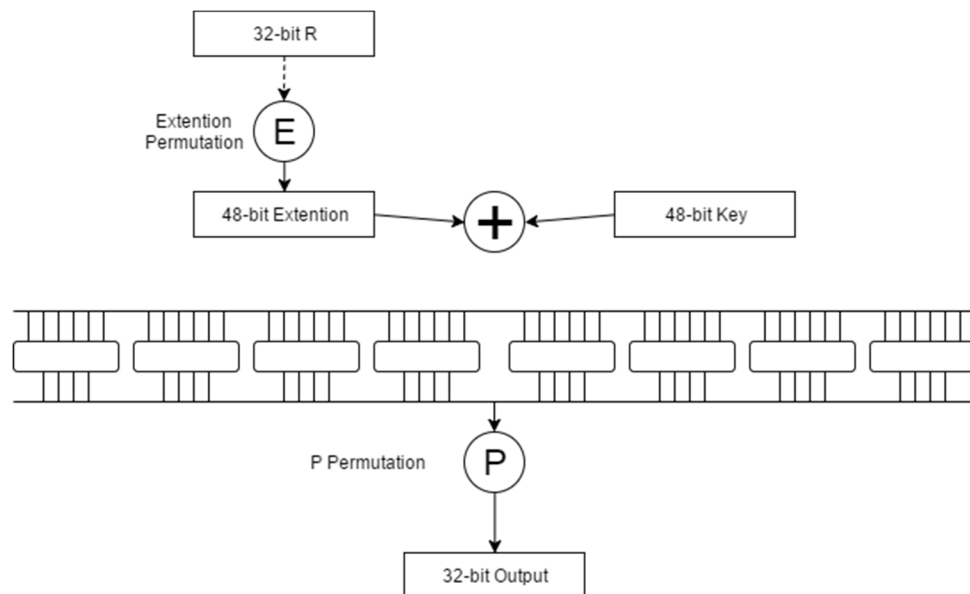 32-bit R
Extention
Permutation
E
48-bit Extention
+
48-bit Key
P Permutation
P
32-bit Output